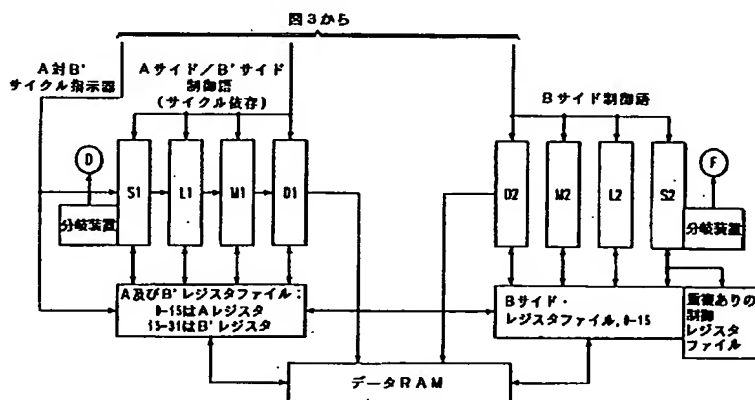 図3から
A対B'
サイクル指示器
Aサイド/B'サイド
制御語
(サイクル依存)
Bサイド制御語
D
F
S1
L1
M1
D1
D2
M2
L2
S2
分岐装置
分岐装置
A及びB'レジスタファイル:
0-15はAレジスタ
15-31はB'レジスタ
Bサイド・
レジスタファイル,0-15
重複ありの
制御
レジスタ
ファイル
データRAM